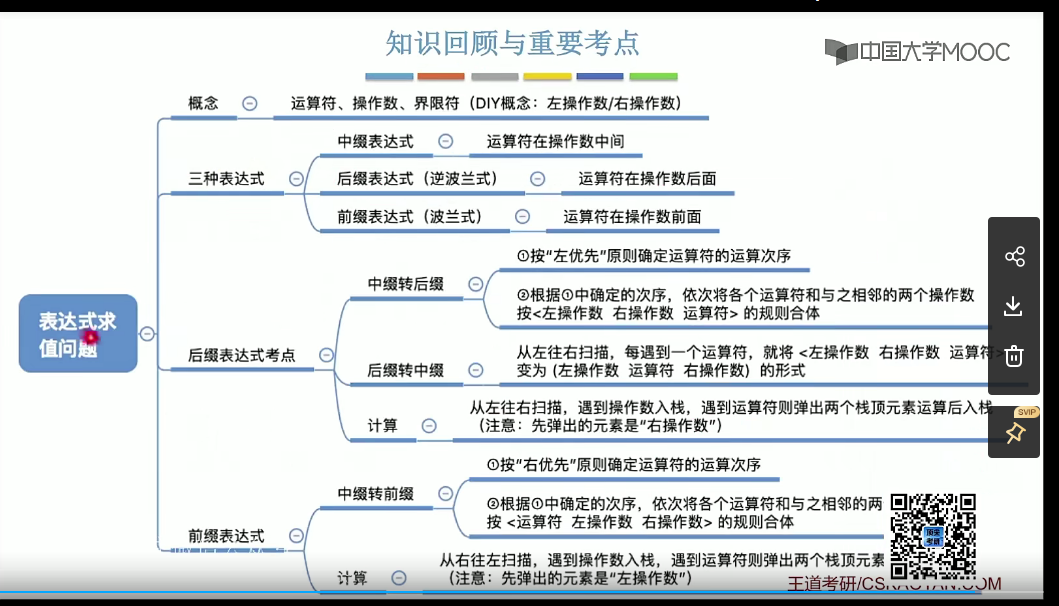 知识回顾与重要考点
中国大学MOOC
概念
运算符、操作数、界限符（DIY概念：左操作数/右操作数）
三种表达式
中缀表达式
运算符在操作数中间
后缀表达式（逆波兰式）
运算符在操作数后面
前缀表达式（波兰式）
运算符在操作数前面
表达式求
值问题
后缀表达式考点
中缀转后缀
①按“左优先”原则确定运算符的运算次序
②根据①中确定的次序，依次将各个运算符和与之相邻的两个操作数
按<左操作数 右操作数 运算符> 的规则合体
后缀转中缀
从左往右扫描，每遇到一个运算符，就将 <左操作数 右操作数 运算符>
变为 (左操作数 运算符 右操作数) 的形式
计算
从左往右扫描，遇到操作数入栈，遇到运算符则弹出两个栈顶元素运算后入栈
（注意：先弹出的元素是“右操作数”）
前缀表达式
中缀转前缀
①按“右优先”原则确定运算符的运算次序
②根据①中确定的次序，依次将各个运算符和与之相邻的两
按 <运算符 左操作数 右操作数> 的规则合体
计算
从右往左扫描，遇到操作数入栈，遇到运算符则弹出两个栈顶元素
（注意：先弹出的元素是“左操作数”）
SVIP
王道考研/CSKAOYAN.COM